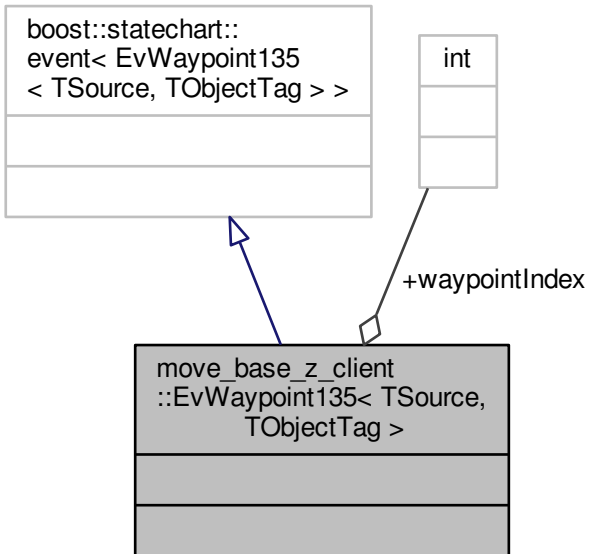 boost::statechart::
event< EvWaypoint135
< TSource, TObjectTag > >
int
+waypointIndex
move_base_z_client
::EvWaypoint135< TSource,
TObjectTag >